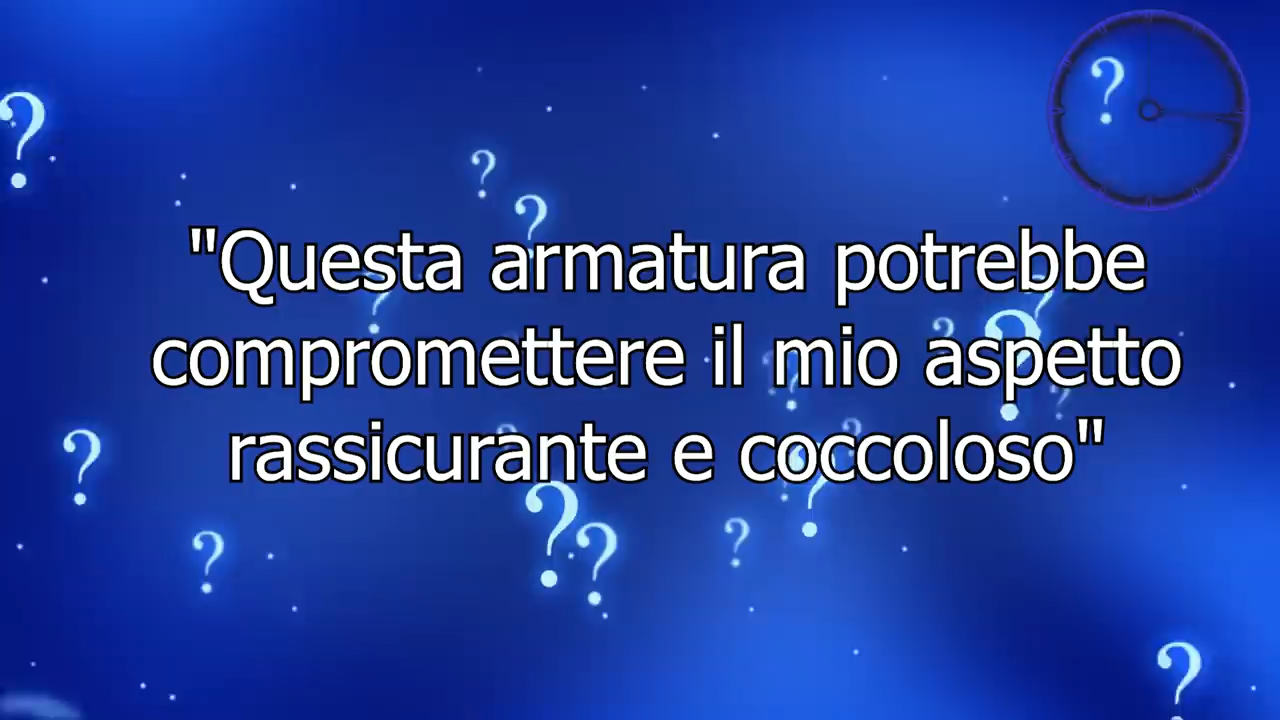 "Questa armatura potrebbe
compromettere il mio aspetto
rassicurante e coccoloso"